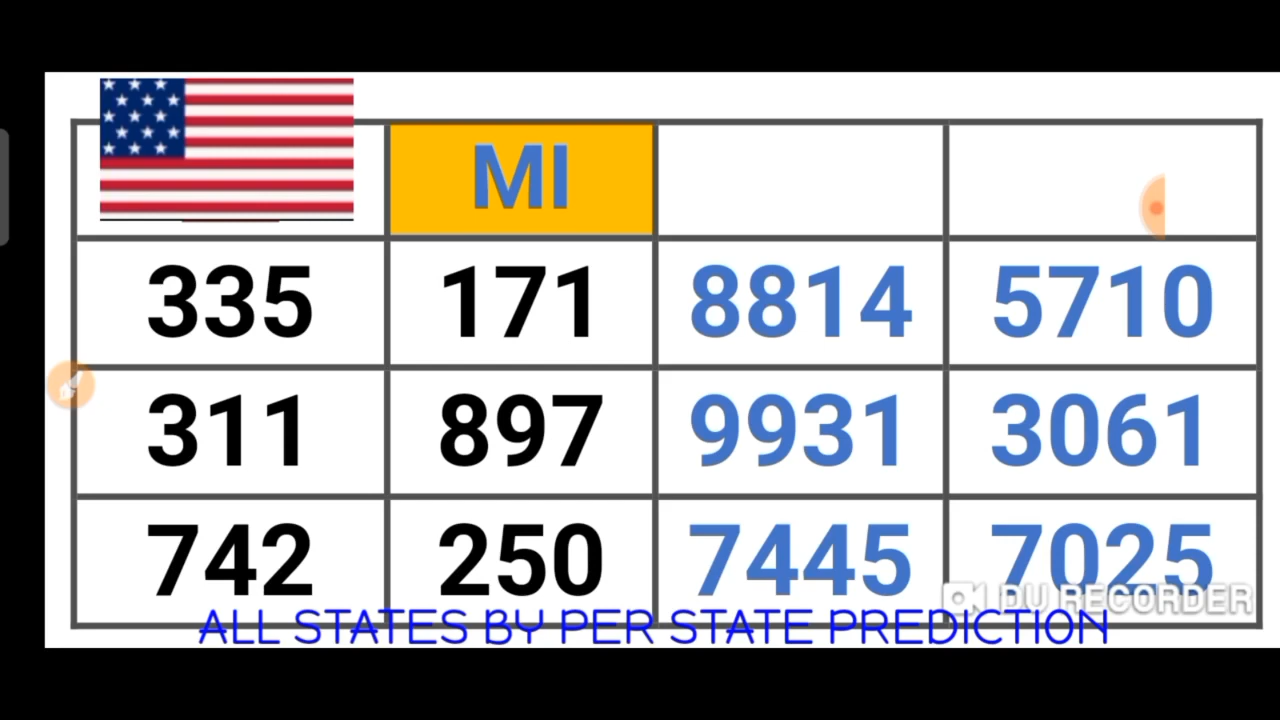 MI
335 171 8814 5710
311 897 9931 3061
742 250 7445 7025
DU RECORDER
ALL STATES BY PER STATE PREDICTION